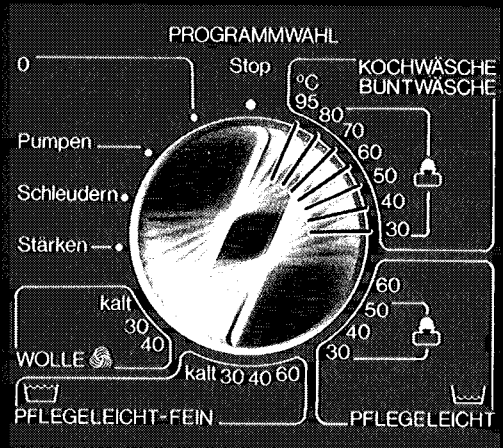 PROGRAMMWAHL
0
Stop
KOCHWÄSCHE
BUNTWÄSCHE
°C
95
80
70
60
50
40
30
Pumpen
Schleudern
Stärken
60
50
40
30
PFLEGELEICHT
kalt 30 40 60
PFLEGELEICHT-FEIN
kalt
30
40
WOLLE